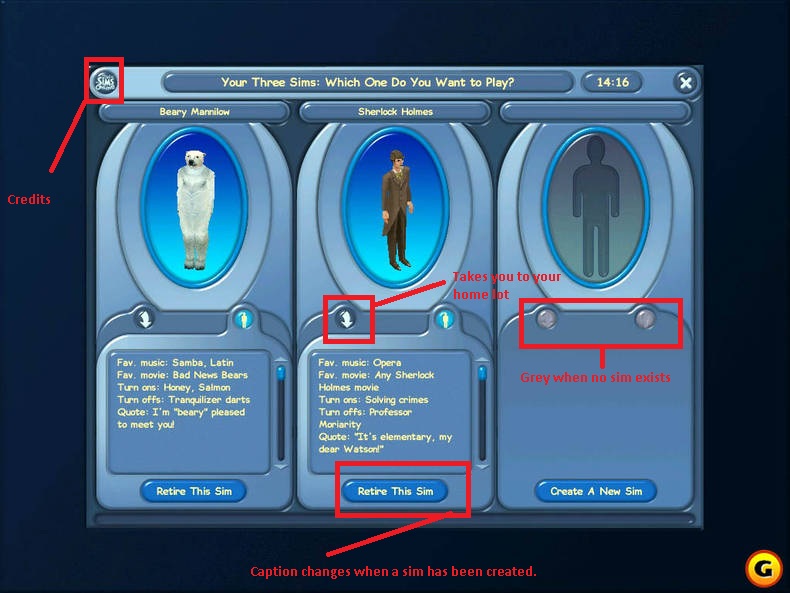 SIMS
Your Three Sims: Which One Do You Want to Play?
14:16
Beary Mannilow
Sherlock Holmes
Credits
Takes you to your
home lot
Grey when no sim exists
Fav. music: Samba, Latin
Fav. movie: Bad News Bears
Turn ons: Honey, Salmon
Turn offs: Tranquilizer darts
Quote: I'm "beary" pleased
to meet you!
Fav. music: Opera
Fav. movie: Any Sherlock
Holmes movie
Turn ons: Solving crimes
Turn offs: Professor
Moriarity
Quote: "It's elementary, my
dear Watson!"
Retire This Sim
Retire This Sim
Create A New Sim
Caption changes when a sim has been created.
G